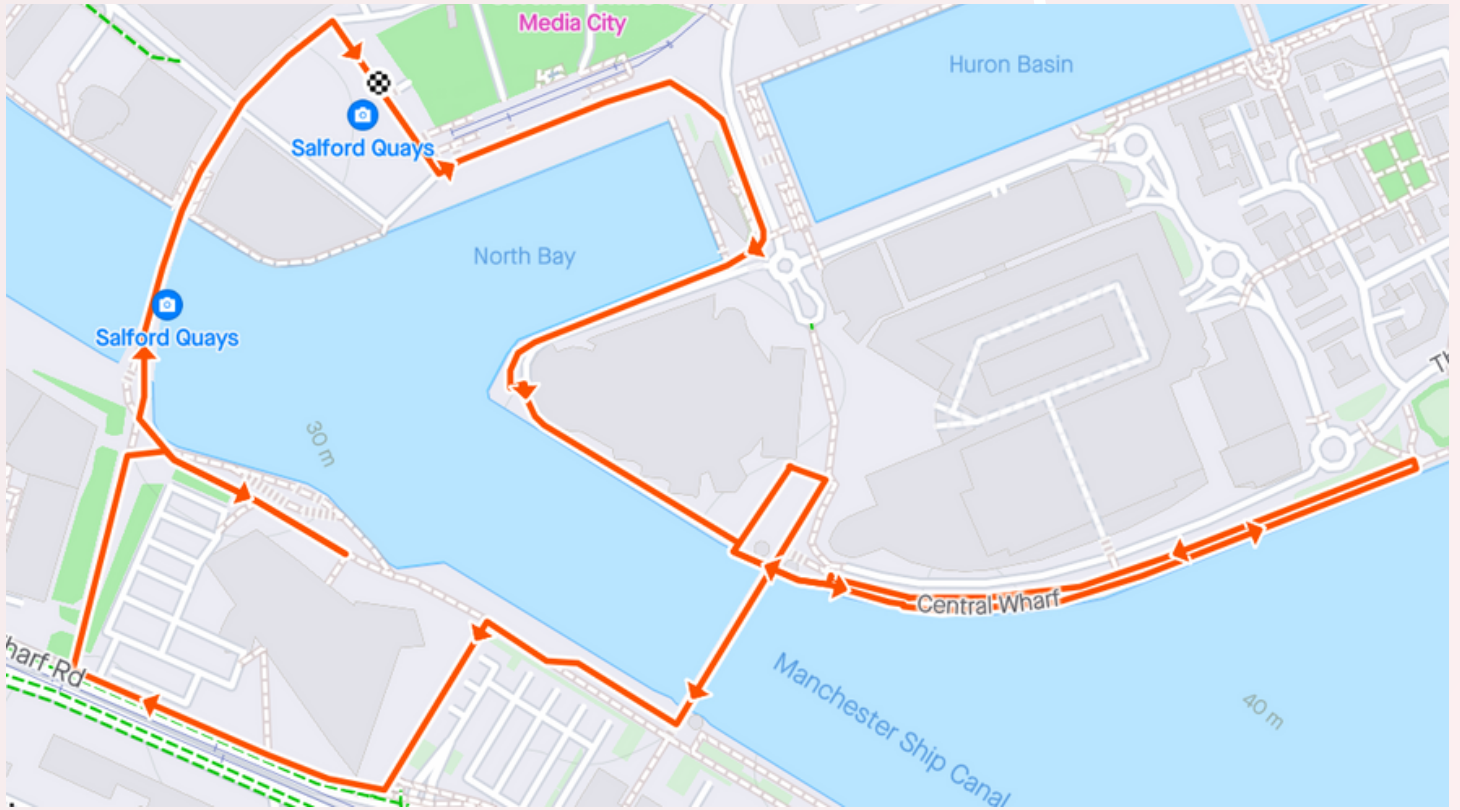 Media City
Huron Basin
Salford Quays
North Bay
Salford Quays
30 m
Th
Central Wharf
harf Rd
Manchester Ship Canal
40 m